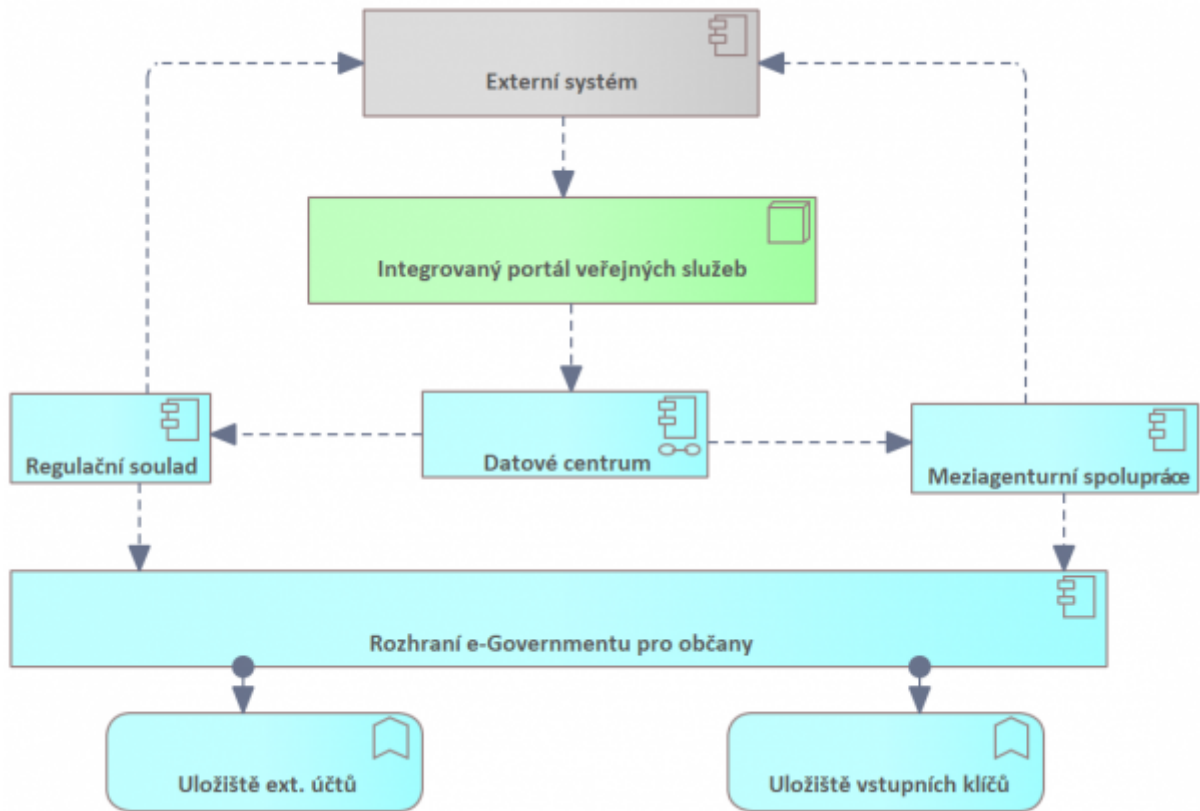 Externí systém
Integrovaný portál veřejných služeb
Regulační soulad
Datové centrum
Meziagenturní spolupráce
Rozhraní e-Governmentu pro občany
Uložiště ext. účtů
Uložiště vstupních klíčů